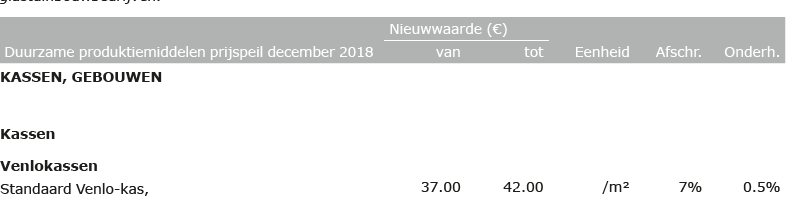 Nieuwwaarde (€)
Duurzame produktiemiddelen prijspeil december 2018 van tot Eenheid Afschr. Onderh.
KASSEN, GEBOUWEN
Kassen
Venlokassen
Standaard Venlo-kas, 37.00 42.00 /m² 7% 0.5%